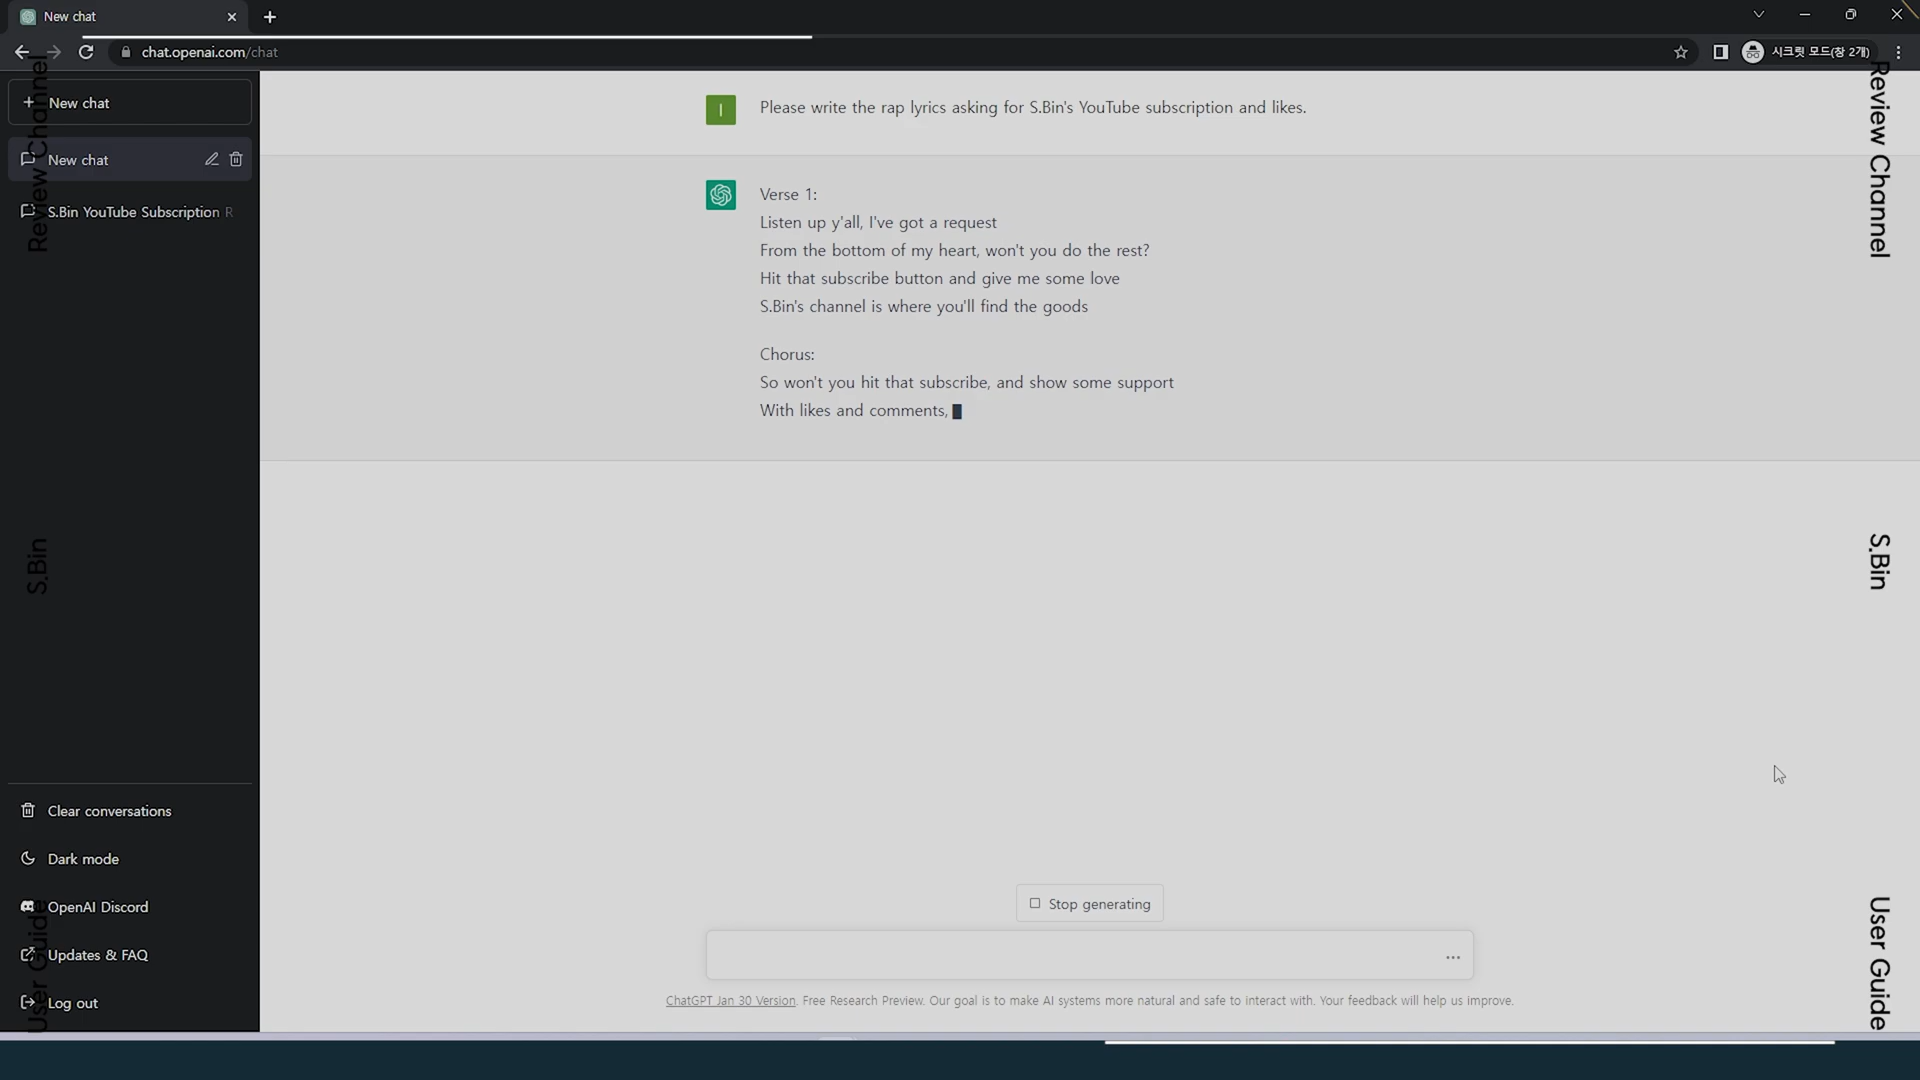 New chat
chat.openai.com/chat
시크릿 모드(창 2개)
New chat
New chat
S.Bin YouTube Subscription R
Clear conversations
Dark mode
OpenAI Discord
Updates & FAQ
Log out
Please write the rap lyrics asking for S.Bin's YouTube subscription and likes.
Verse 1:
Listen up y'all, I've got a request
From the bottom of my heart, won't you do the rest?
Hit that subscribe button and give me some love
S.Bin's channel is where you'll find the goods
Chorus:
So won't you hit that subscribe, and show some support
With likes and comments,
Stop generating
ChatGPT Jan 30 Version. Free Research Preview. Our goal is to make AI systems more natural and safe to interact with. Your feedback will help us improve.
Review Channel
S.Bin
User Guide
Review Channel
S.Bin
User Guide